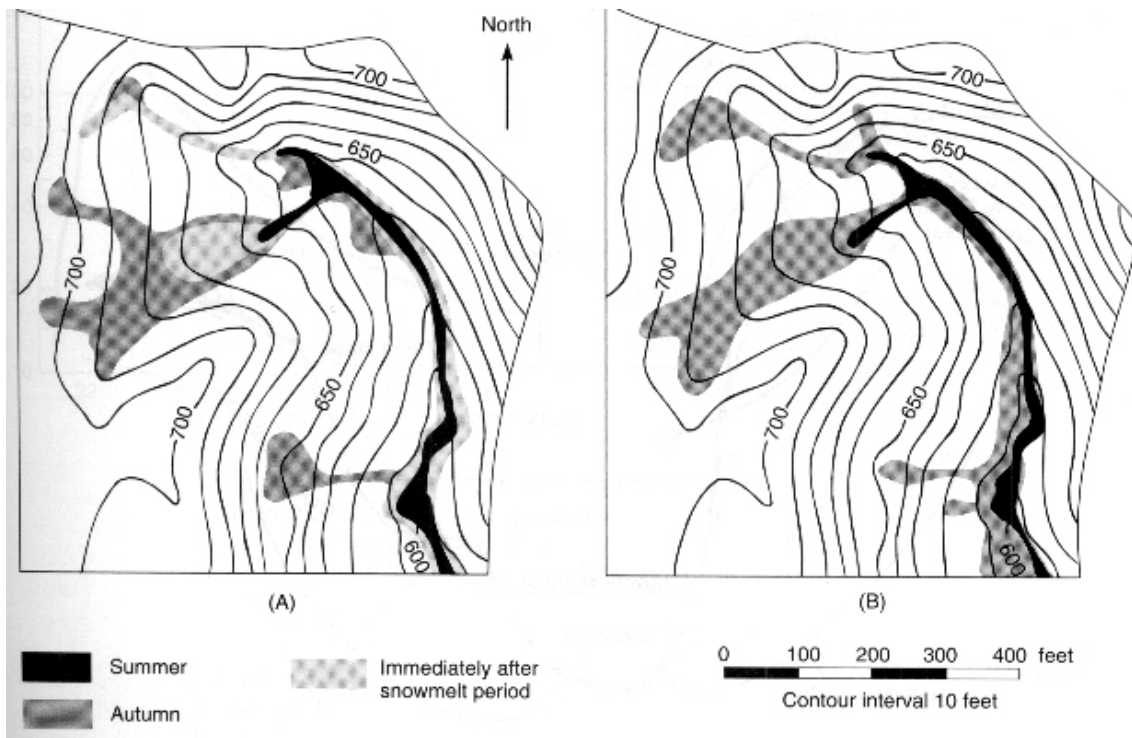 North
700
650
700
700
650
600
(A)
700
650
700
700
650
600
(B)
Summer
Autumn
Immediately after
snowmelt period
0 100 200 300 400 feet
Contour interval 10 feet